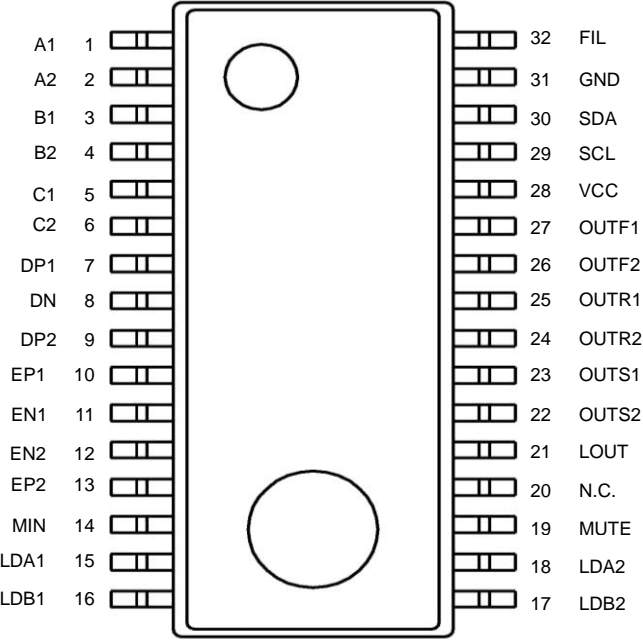 A1 1 32 FIL
A2 2 31 GND
B1 3 30 SDA
B2 4 29 SCL
C1 5 28 VCC
C2 6 27 OUTF1
DP1 7 26 OUTF2
DN 8 25 OUTR1
DP2 9 24 OUTR2
EP1 10 23 OUTS1
EN1 11 22 OUTS2
EN2 12 21 LOUT
EP2 13 20 N.C.
MIN 14 19 MUTE
LDA1 15 18 LDA2
LDB1 16 17 LDB2